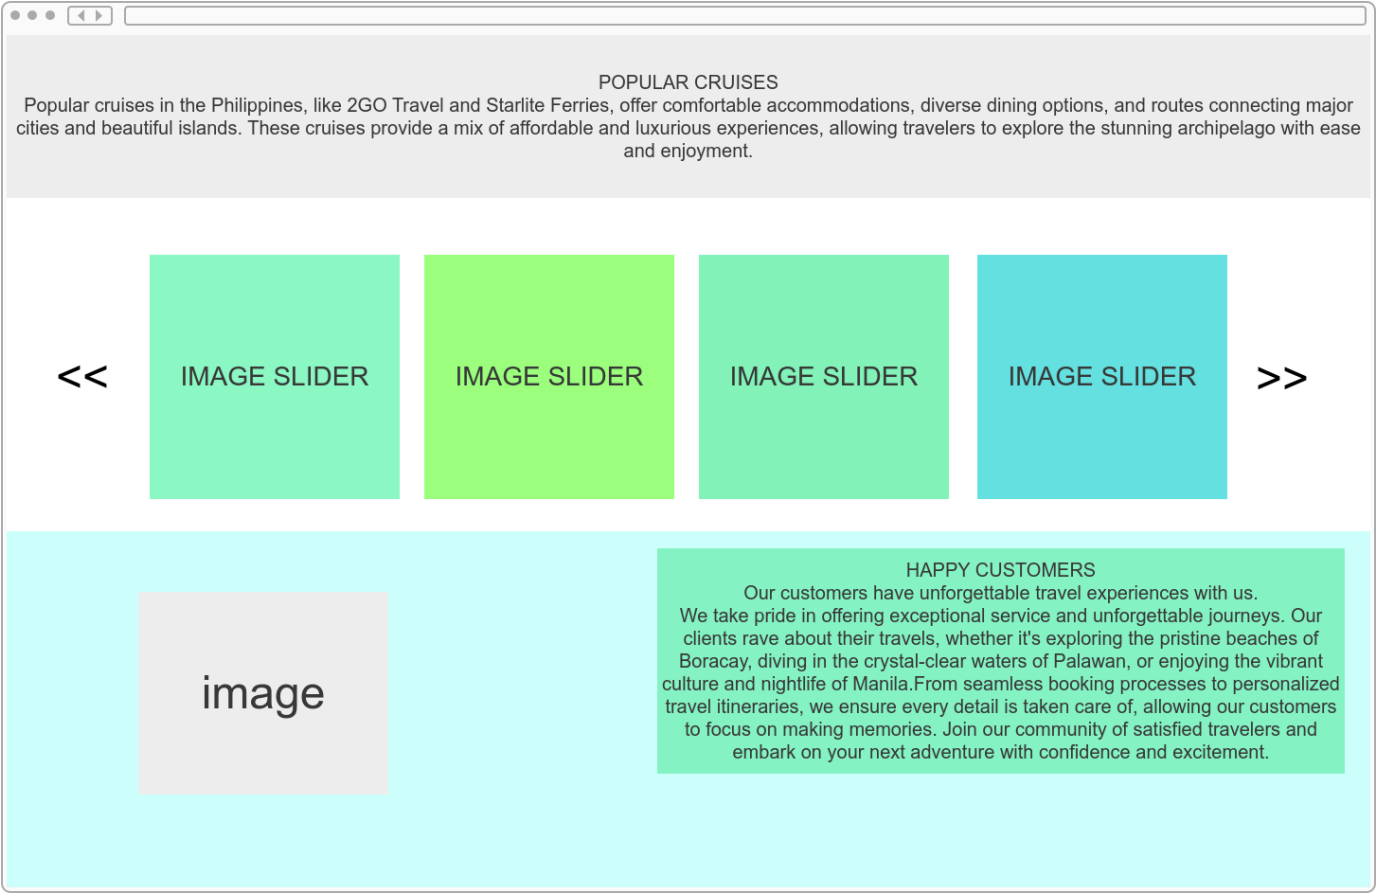 POPULAR CRUISES
Popular cruises in the Philippines, like 2GO Travel and Starlite Ferries, offer comfortable accommodations, diverse dining options, and routes connecting major
cities and beautiful islands. These cruises provide a mix of affordable and luxurious experiences, allowing travelers to explore the stunning archipelago with ease
and enjoyment.
<< IMAGE SLIDER IMAGE SLIDER IMAGE SLIDER IMAGE SLIDER >>
image
HAPPY CUSTOMERS
Our customers have unforgettable travel experiences with us.
We take pride in offering exceptional service and unforgettable journeys. Our
clients rave about their travels, whether it's exploring the pristine beaches of
Boracay, diving in the crystal-clear waters of Palawan, or enjoying the vibrant
culture and nightlife of Manila.From seamless booking processes to personalized
travel itineraries, we ensure every detail is taken care of, allowing our customers
to focus on making memories. Join our community of satisfied travelers and
embark on your next adventure with confidence and excitement.